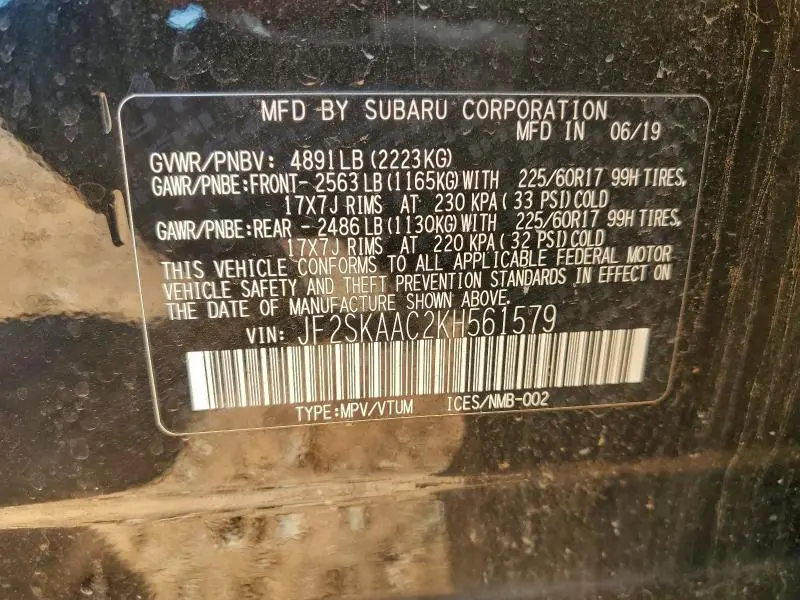 MFD BY SUBARU CORPORATION
MFD IN 06/19
GVWR/PNBV: 4891LB (2223KG)
GAWR/PNBE:FRONT-2563LB (1165KG) WITH 225/60R17 99H TIRES,
17X7J RIMS AT 230 KPA ( 33 PSI) COLD
GAWR/PNBE:REAR -2486LB (1130KG) WITH 225/60R17 99H TIRES,
17X7J RIMS AT 220 KPA ( 32 PSI) COLD
THIS VEHICLE CONFORMS TO ALL APPLICABLE FEDERAL MOTOR
VEHICLE SAFETY AND THEFT PREVENTION STANDARDS IN EFFECT ON
THE DATE OF MANUFACTURE SHOWN ABOVE.
VIN: JF2SKAAC2KH561579
TYPE:MPV/VTUM ICES/NMB-002